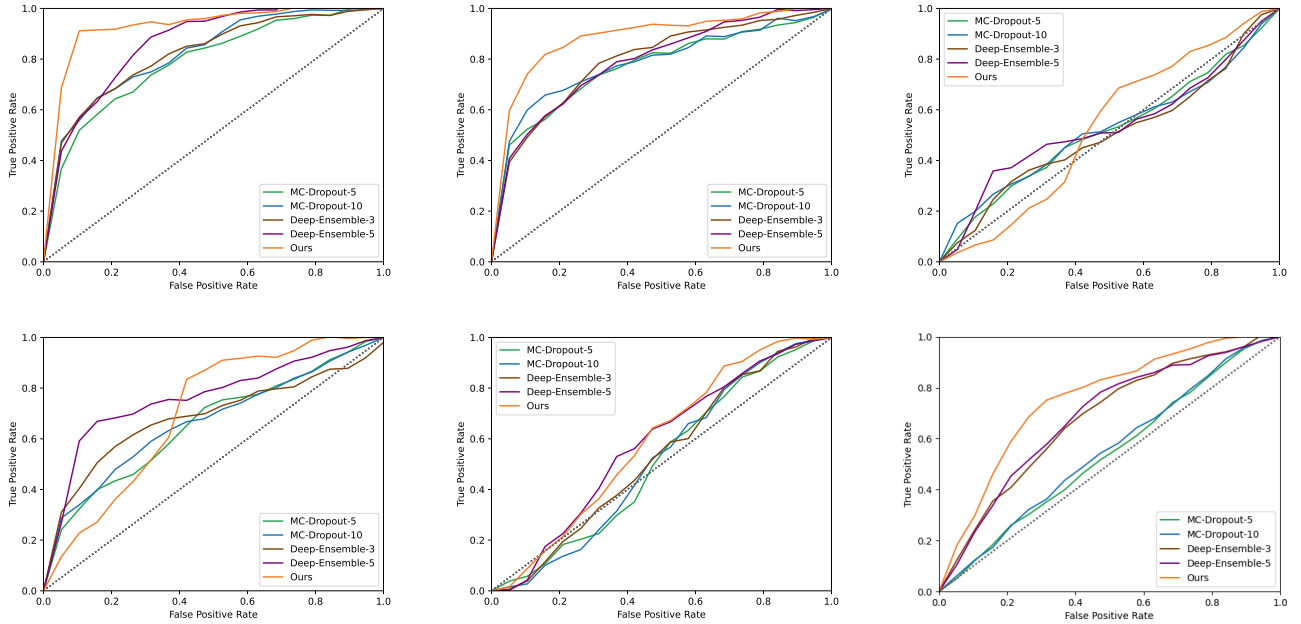 1.0
0.8
0.6
0.4
0.2
0.0
True Positive Rate
0.0 0.2 0.4 0.6 0.8 1.0
False Positive Rate
MC-Dropout-5
MC-Dropout-10
Deep-Ensemble-3
Deep-Ensemble-5
Ours
1.0
0.8
0.6
0.4
0.2
0.0
True Positive Rate
0.0 0.2 0.4 0.6 0.8 1.0
False Positive Rate
MC-Dropout-5
MC-Dropout-10
Deep-Ensemble-3
Deep-Ensemble-5
Ours
1.0
0.8
0.6
0.4
0.2
0.0
True Positive Rate
MC-Dropout-5
MC-Dropout-10
Deep-Ensemble-3
Deep-Ensemble-5
Ours
0.0 0.2 0.4 0.6 0.8 1.0
False Positive Rate
1.0
0.8
0.6
0.4
0.2
0.0
True Positive Rate
MC-Dropout-5
MC-Dropout-10
Deep-Ensemble-3
Deep-Ensemble-5
Ours
0.0 0.2 0.4 0.6 0.8 1.0
False Positive Rate
1.0
0.8
0.6
0.4
0.2
0.0
True Positive Rate
MC-Dropout-5
MC-Dropout-10
Deep-Ensemble-3
Deep-Ensemble-5
Ours
0.0 0.2 0.4 0.6 0.8 1.0
False Positive Rate
1.0
0.8
0.6
0.4
0.2
0.0
True Positive Rate
MC-Dropout-5
MC-Dropout-10
Deep-Ensemble-3
Deep-Ensemble-5
Ours
0.0 0.2 0.4 0.6 0.8 1.0
False Positive Rate